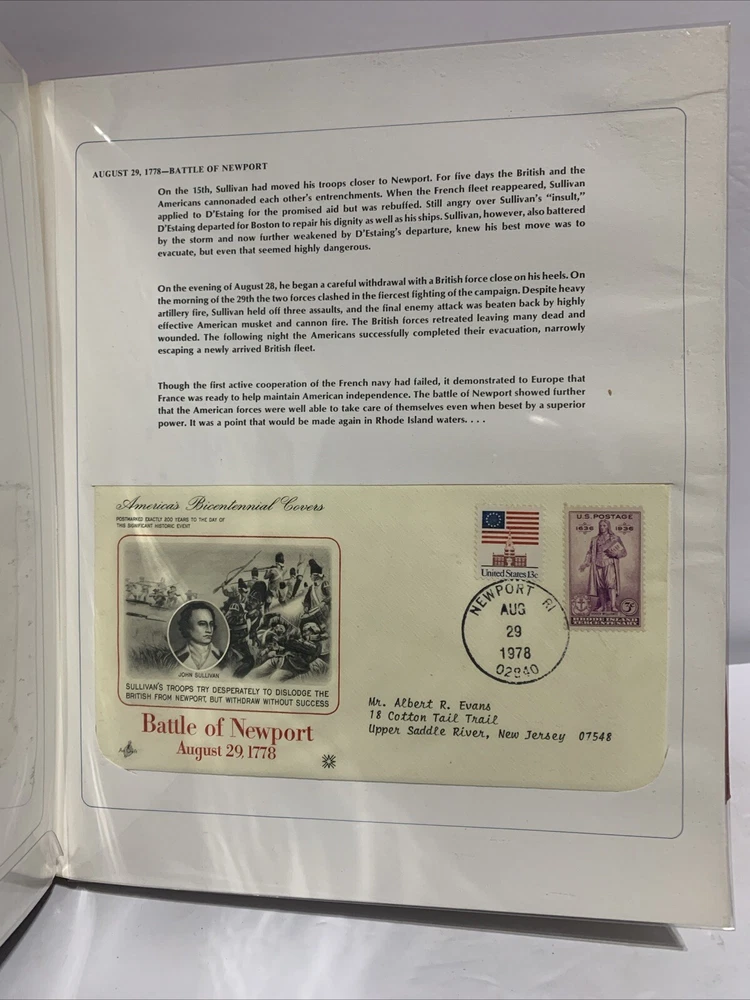 AUGUST 29, 1778—BATTLE OF NEWPORT
On the 15th, Sullivan had moved his troops closer to Newport. For five days the British and the
Americans cannonaded each other's entrenchments. When the French fleet reappeared, Sullivan
applied to D'Estaing for the promised aid but was rebuffed. Still angry over Sullivan's "insult,"
D'Estaing departed for Boston to repair his dignity as well as his ships. Sullivan, however, also battered
by the storm and now further weakened by D'Estaing's departure, knew his best move was to
evacuate, but even that seemed highly dangerous.
On the evening of August 28, he began a careful withdrawal with a British force close on his heels. On
the morning of the 29th the two forces clashed in the fiercest fighting of the campaign. Despite heavy
artillery fire, Sullivan held off three assaults, and the final enemy attack was beaten back by highly
effective American musket and cannon fire. The British forces retreated leaving many dead and
wounded. The following night the Americans successfully completed their evacuation, narrowly
escaping a newly arrived British fleet.
Though the first active cooperation of the French navy had failed, it demonstrated to Europe that
France was ready to help maintain American independence. The battle of Newport showed further
that the American forces were well able to take care of themselves even when beset by a superior
power. It was a point that would be made again in Rhode Island waters. . . .
America's Bicentennial Covers
POSTMARKED EXACTLY 200 YEARS TO THE DAY OF
THIS SIGNIFICANT HISTORIC EVENT
JOHN SULLIVAN
SULLIVAN'S TROOPS TRY DESPERATELY TO DISLODGE THE
BRITISH FROM NEWPORT, BUT WITHDRAW WITHOUT SUCCESS
Battle of Newport
August 29, 1778
United States 13c
U.S. POSTAGE
1636 1936
3¢
RHODE ISLAND
TERCENTENARY
NEWPORT RI
AUG
29
1978
02840
Mr. Albert R. Evans
18 Cotton Tail Trail
Upper Saddle River, New Jersey 07548